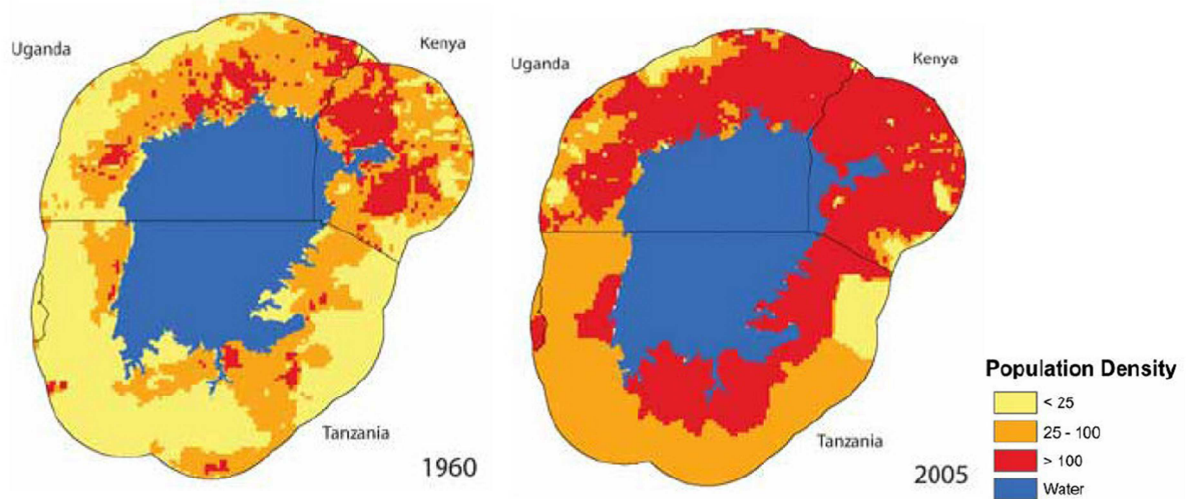 Uganda
Kenya
Tanzania
1960
Uganda
Kenya
Tanzania
2005
Population Density
< 25
25 - 100
> 100
Water